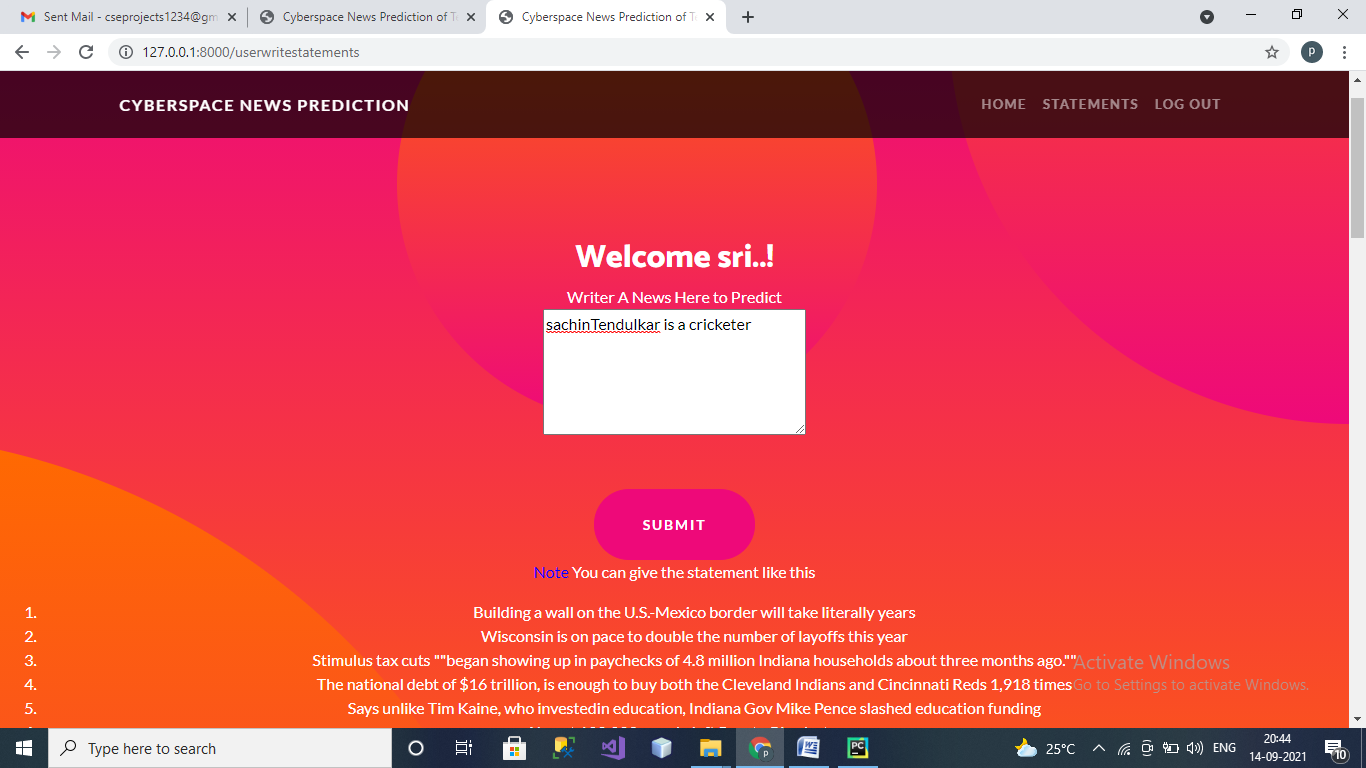 Sent Mail - cseprojects1234@gm
Cyberspace News Prediction of T
Cyberspace News Prediction of T
127.0.0.1:8000/userwritestatements
P
CYBERSPACE NEWS PREDICTION
HOME STATEMENTS LOG OUT
Welcome sri..!
Writer A News Here to Predict
sachinTendulkar is a cricketer
SUBMIT
Note You can give the statement like this
1. Building a wall on the U.S.-Mexico border will take literally years
2. Wisconsin is on pace to double the number of layoffs this year
3. Stimulus tax cuts ""began showing up in paychecks of 4.8 million Indiana households about three months ago.""
4. The national debt of $16 trillion, is enough to buy both the Cleveland Indians and Cincinnati Reds 1,918 times
5. Says unlike Tim Kaine, who investedin education, Indiana Gov Mike Pence slashed education funding
Activate Windows
Go to Settings to activate Windows.
Type here to search
PC
25°C
ENG
20:44
14-09-2021
10